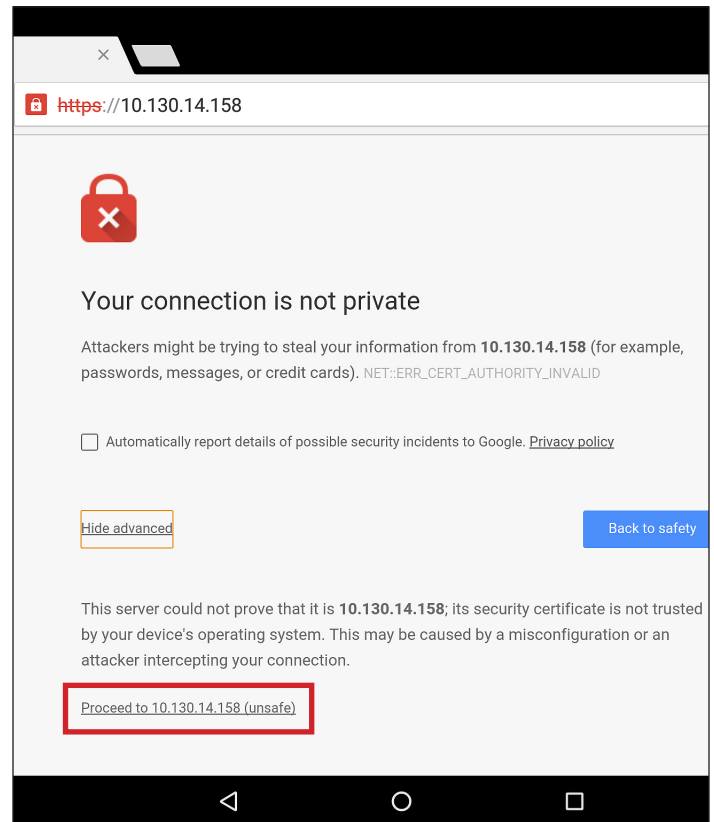 https://10.130.14.158
Your connection is not private
Attackers might be trying to steal your information from 10.130.14.158 (for example,
passwords, messages, or credit cards). NET::ERR_CERT_AUTHORITY_INVALID
Automatically report details of possible security incidents to Google. Privacy policy
Hide advanced
Back to safety
This server could not prove that it is 10.130.14.158; its security certificate is not trusted
by your device's operating system. This may be caused by a misconfiguration or an
attacker intercepting your connection.
Proceed to 10.130.14.158 (unsafe)